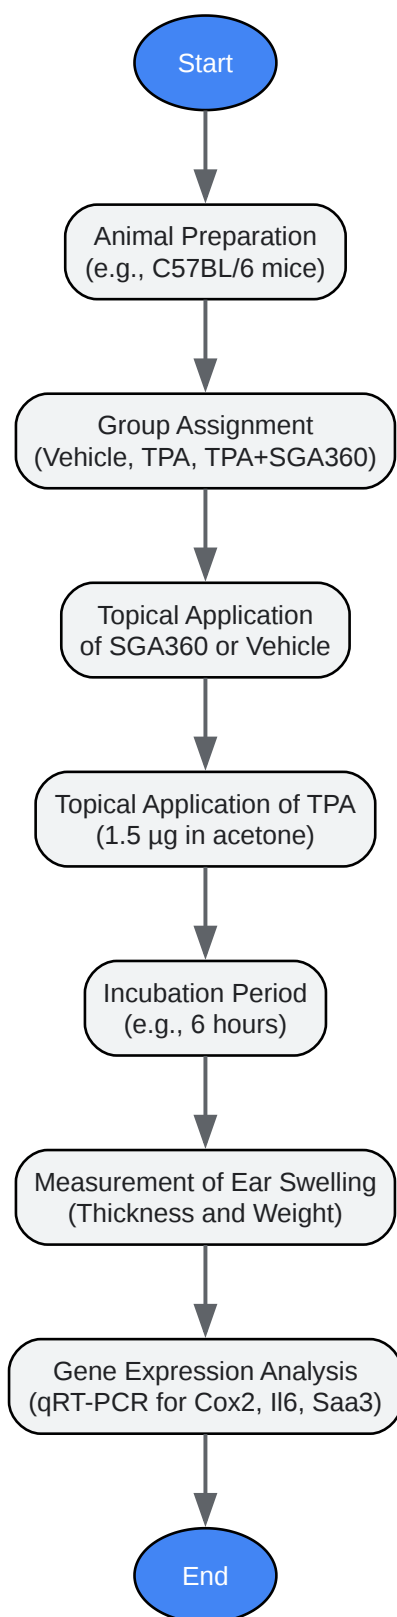 Start
Animal Preparation
(e.g., C57BL/6 mice)
Group Assignment
(Vehicle, TPA, TPA+SGA360)
Topical Application
of SGA360 or Vehicle
Topical Application of TPA
(1.5 µg in acetone)
Incubation Period
(e.g., 6 hours)
Measurement of Ear Swelling
(Thickness and Weight)
Gene Expression Analysis
(qRT-PCR for Cox2, Il6, Saa3)
End